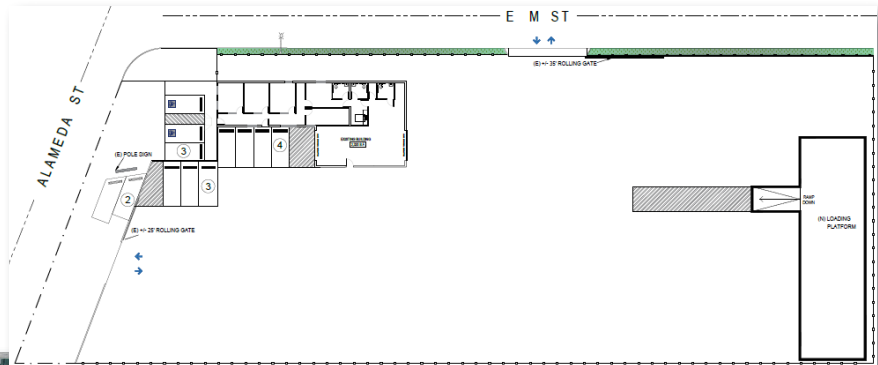 E M ST
(E) +/- 35' ROLLING GATE
ALAMEDA ST
EXISTING BUILDING
4
3
(E) POLE SIGN
3
2
RAMP
DOWN
(N) LOADING
PLATFORM
(E) +/- 25' ROLLING GATE